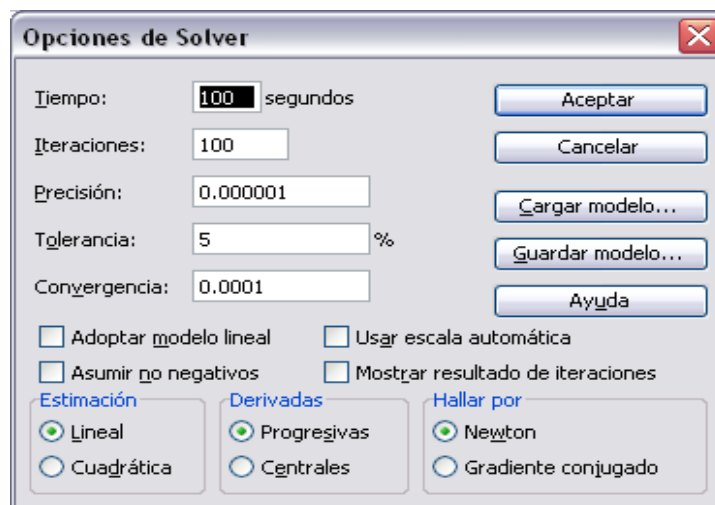 Opciones de Solver
Tiempo: 100 segundos
Aceptar
Iteraciones: 100
Cancelar
Precisión: 0.000001
Cargar modelo...
Tolerancia: 5 %
Guardar modelo...
Convergencia: 0.0001
Ayuda
Adoptar modelo lineal
Usar escala automática
Asumir no negativos
Mostrar resultado de iteraciones
Estimación
Lineal
Cuadrática
Derivadas
Progresivas
Centrales
Hallar por
Newton
Gradiente conjugado